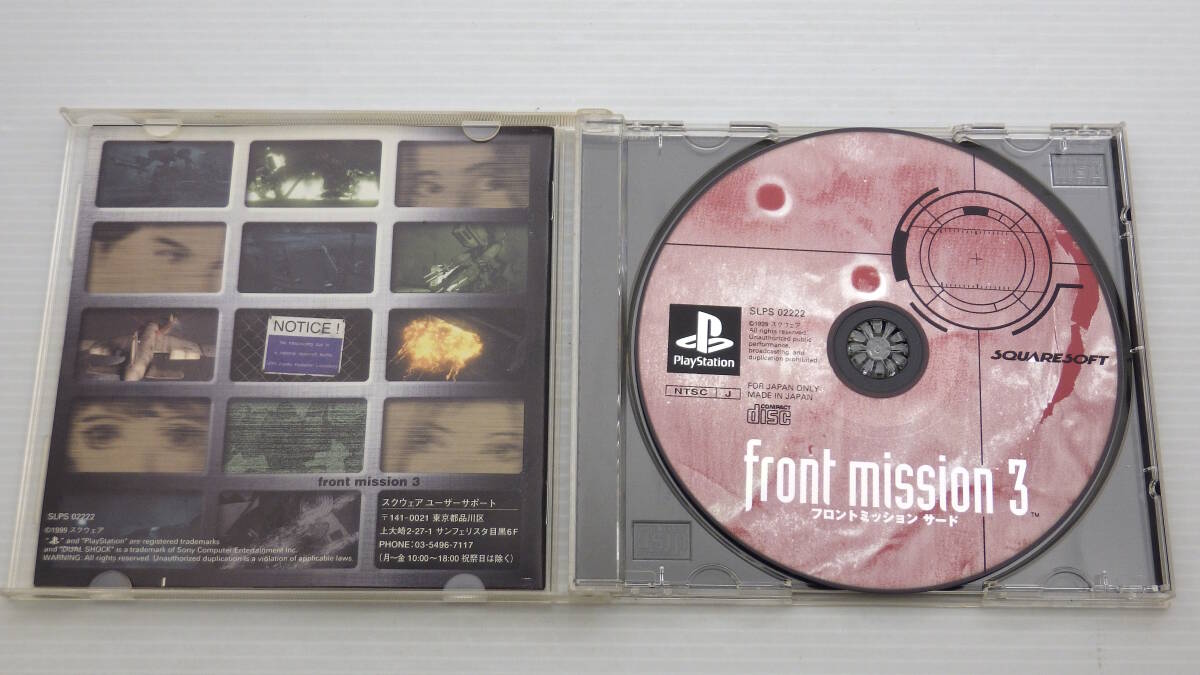 NOTICE !
front mission 3
SLPS 02222
©1999 スクウェア
" " and "PlayStation" are registered trademarks
and "DUAL SHOCK" is a trademark of Sony Computer Entertainment Inc.
WARNING: All rights reserved. Unauthorized duplication is a violation of applicable laws.
スクウェア ユーザーサポート
〒141-0021 東京都品川区
上大崎2-27-1 サンフェリスタ目黒6F
PHONE:03-5496-7117
(月〜金 10:00〜18:00 祝祭日は除く)
PlayStation
NTSC J
SLPS 02222
©1999 スクウェア
All rights reserved.
Unauthorized public
performance,
broadcasting, and
duplication prohibited.
FOR JAPAN ONLY
MADE IN JAPAN
COMPACT
disc
SQUARESOFT
front mission 3™
フロントミッション サード